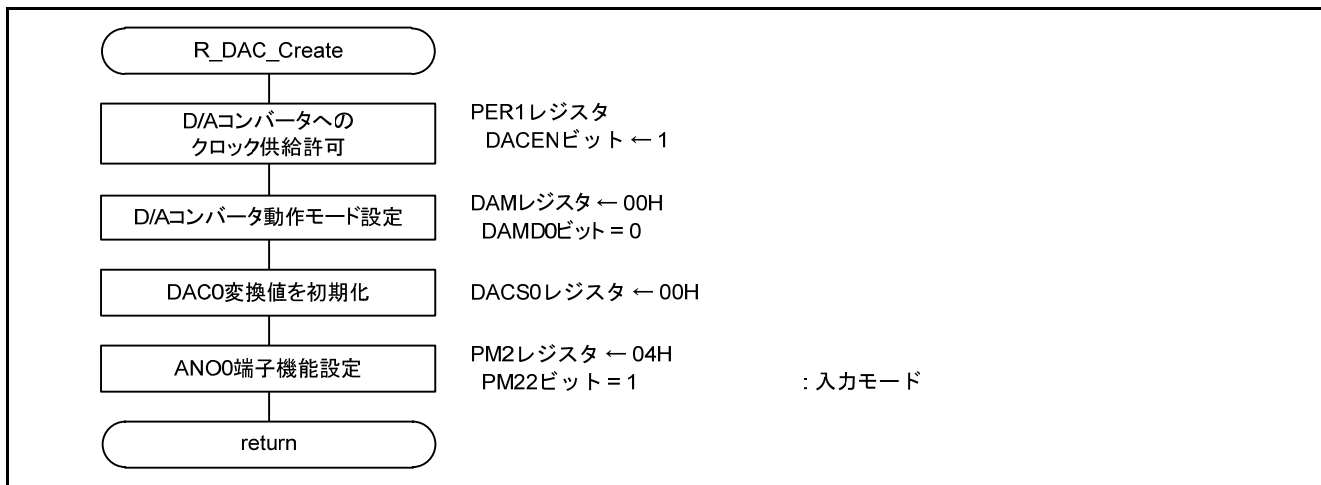 R_DAC_Create
D/Aコンバータへの
クロック供給許可
PER1レジスタ
DACENビット ← 1
D/Aコンバータ動作モード設定
DAMレジスタ ← 00H
DAMD0ビット = 0
DAC0変換値を初期化
DACS0レジスタ ← 00H
ANO0端子機能設定
PM2レジスタ ← 04H
PM22ビット = 1 : 入力モード
return